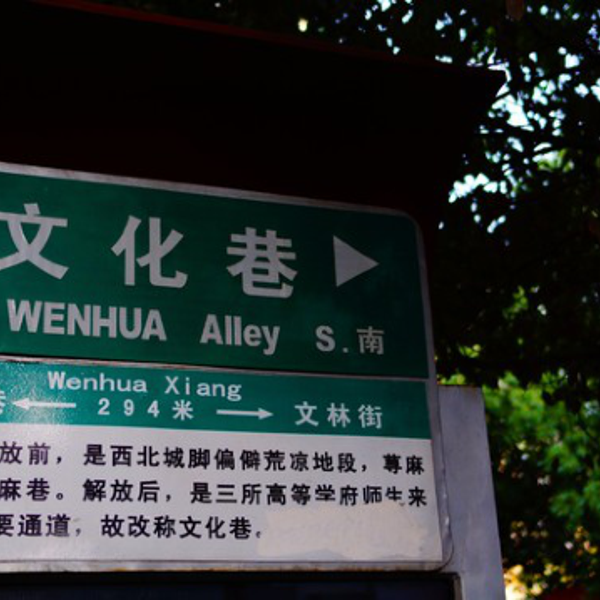 文化巷
WENHUA Alley S.南
Wenhua Xiang
294米 文林街
放前，是西北城脚偏僻荒凉地段，荨麻
麻巷。解放后，是三所高等学府师生来
要通道，故改称文化巷。